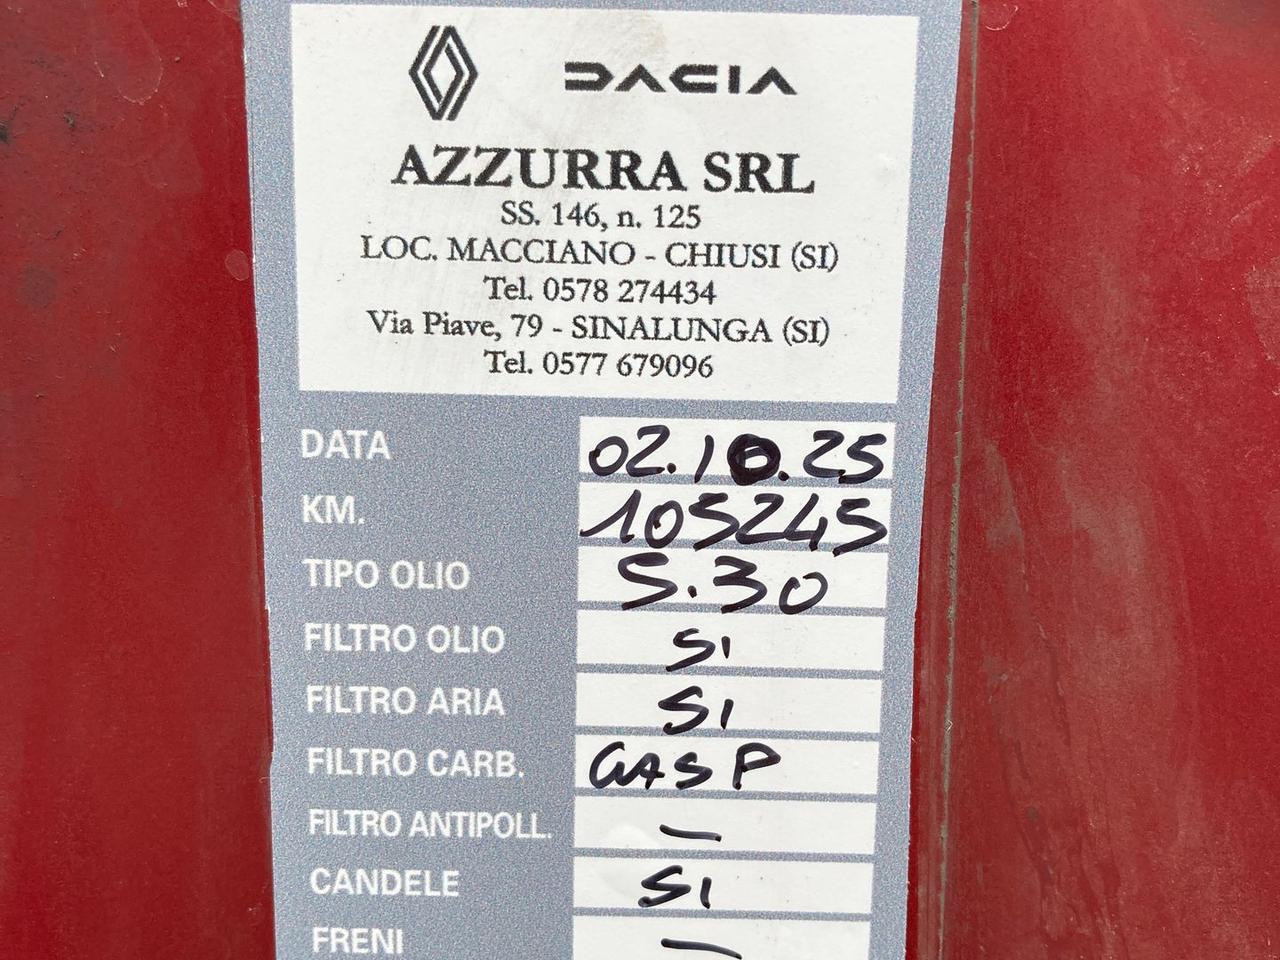 DACIA
AZZURRA SRL
SS. 146, n. 125
LOC. MACCIANO - CHIUSI (SI)
Tel. 0578 274434
Via Piave, 79 - SINALUNGA (SI)
Tel. 0577 679096
DATA 02.10.25
KM. 105245
TIPO OLIO 5.30
FILTRO OLIO SI
FILTRO ARIA SI
FILTRO CARB. GAS P
FILTRO ANTIPOLL. -
CANDELE SI
FRENI -